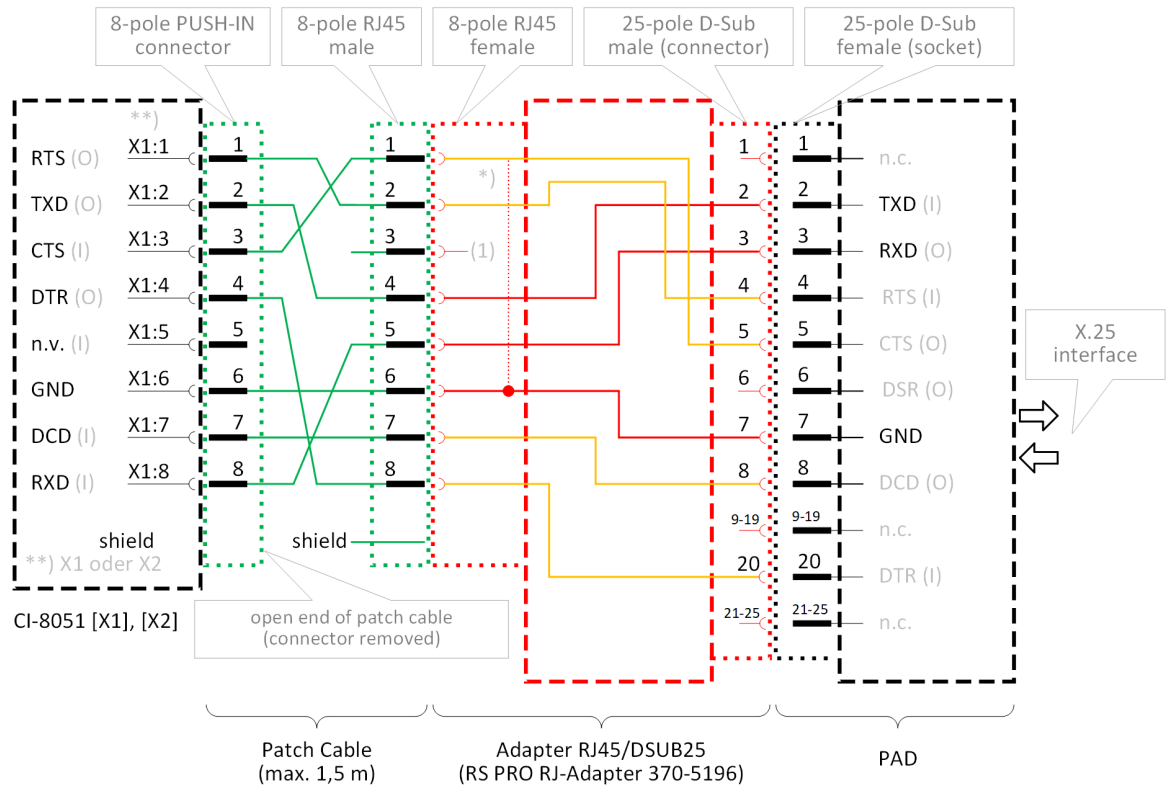 8-pole PUSH-IN
connector
8-pole RJ45
male
8-pole RJ45
female
25-pole D-Sub
male (connector)
25-pole D-Sub
female (socket)
**)
RTS (O) X1:1 1 1 1 1 n.c.
*)
TXD (O) X1:2 2 2 2 2 TXD (I)
CTS (I) X1:3 3 3 (1) 3 3 RXD (O)
DTR (O) X1:4 4 4 4 4 RTS (I)
n.v. (I) X1:5 5 5 5 5 CTS (O)
GND X1:6 6 6 6 6 DSR (O)
DCD (I) X1:7 7 7 7 7 GND
RXD (I) X1:8 8 8 8 8 DCD (O)
9-19 9-19 n.c.
shield shield
**) X1 oder X2
20 20 DTR (I)
21-25 21-25 n.c.
X.25
interface
CI-8051 [X1], [X2]
open end of patch cable
(connector removed)
Patch Cable
(max. 1,5 m)
Adapter RJ45/DSUB25
(RS PRO RJ-Adapter 370-5196)
PAD